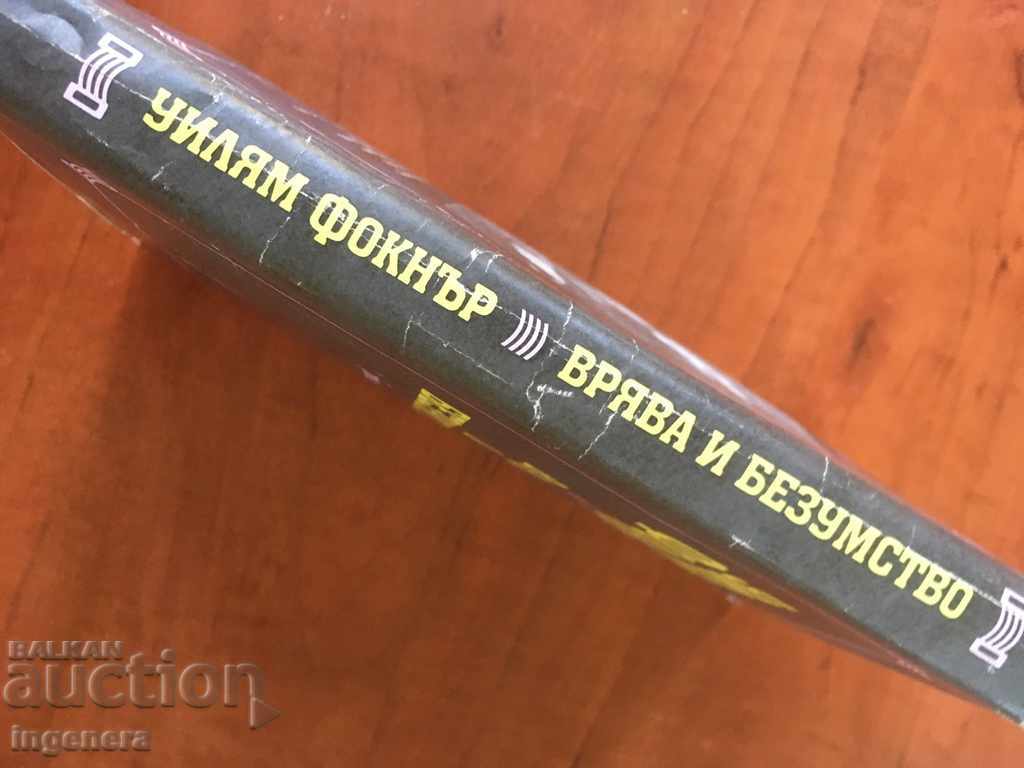 УИЛЯМ ФОКНЪР ВРЯВА И БЕЗУМСТВО
BALKAN
auction
ingenera